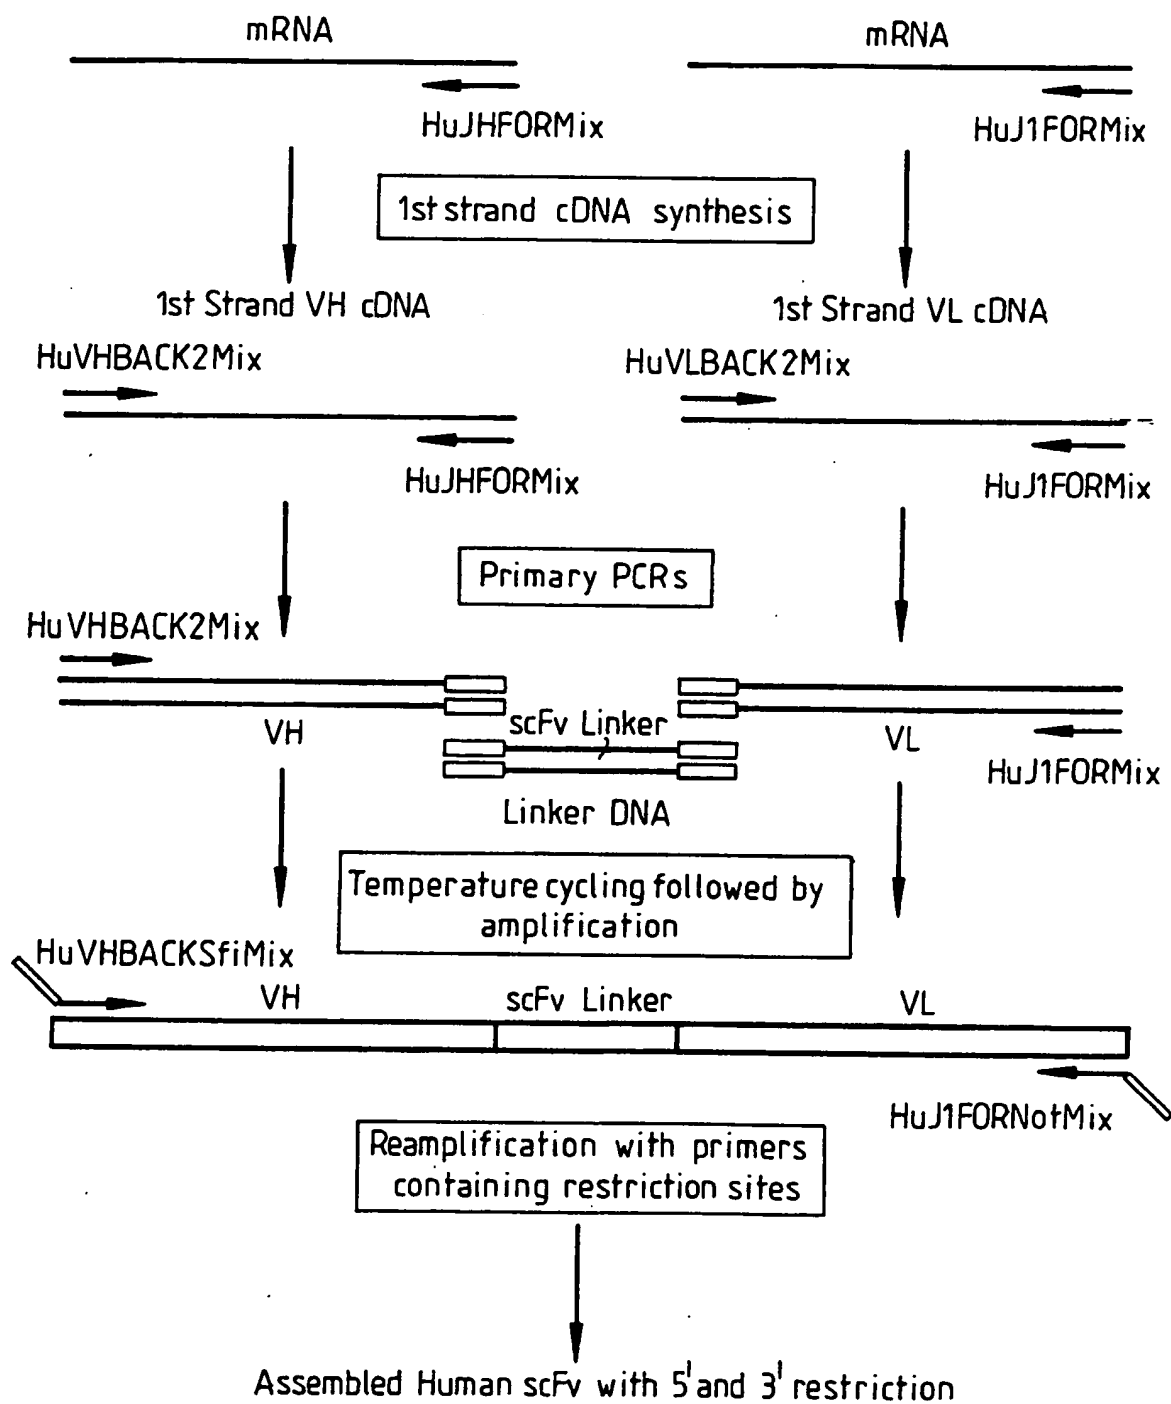 mRNA
mRNA
HuJHFORMix
HuJ1FORMix
1st strand cDNA synthesis
1st Strand VH cDNA
1st Strand VL cDNA
HuVHBACK2Mix
HuVLBACK2Mix
HuJHFORMix
HuJ1FORMix
Primary PCRs
HuVHBACK2Mix
VH
scFv Linker
VL
HuJ1FORMix
Linker DNA
Temperature cycling followed by
amplification
HuVHBACKSfiMix
VH
scFv Linker
VL
HuJ1FORNotMix
Reamplification with primers
containing restriction sites
Assembled Human scFv with 5' and 3' restriction